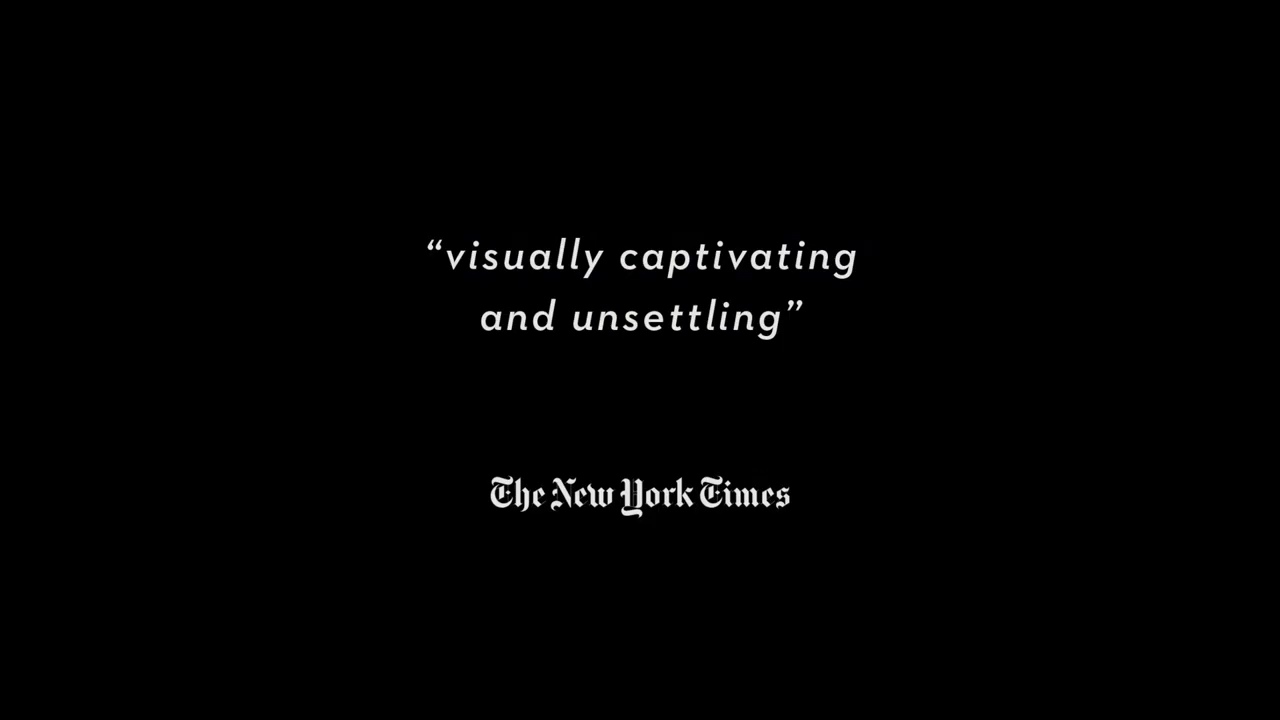 “visually captivating
and unsettling”
The New York Times